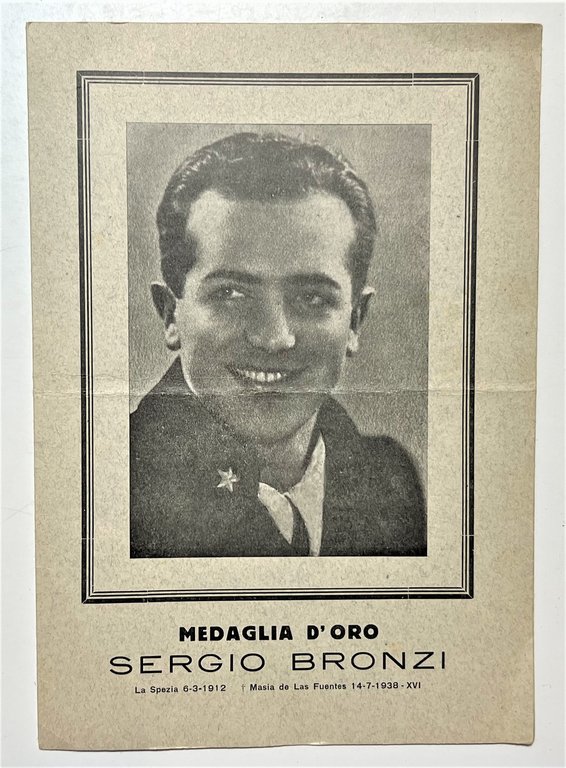 MEDAGLIA D'ORO
SERGIO BRONZI
La Spezia 6-3-1912 † Masia de Las Fuentes 14-7-1938 - XVI